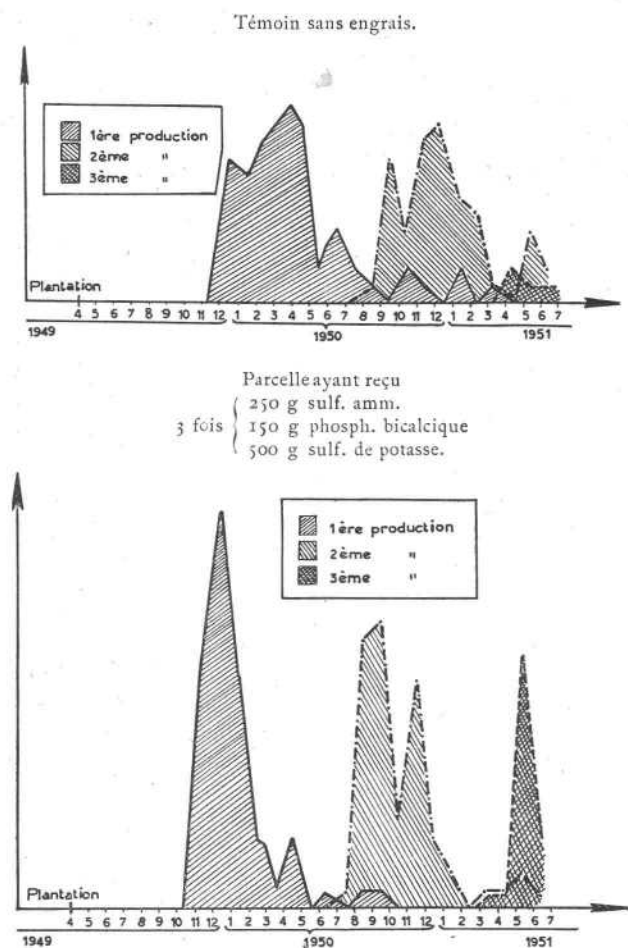 Témoin sans engrais.
1ère production
2ème "
3ème "
Plantation
4 5 6 7 8 9 10 11 12 1 2 3 4 5 6 7 8 9 10 11 12 1 2 3 4 5 6 7
1949 1950 1951
Parcelle ayant reçu
3 fois { 250 g sulf. amm.
150 g phosph. bicalcique
500 g sulf. de potasse.
1ère production
2ème "
3ème "
Plantation
4 5 6 7 8 9 10 11 12 1 2 3 4 5 6 7 8 9 10 11 12 1 2 3 4 5 6 7
1949 1950 1951